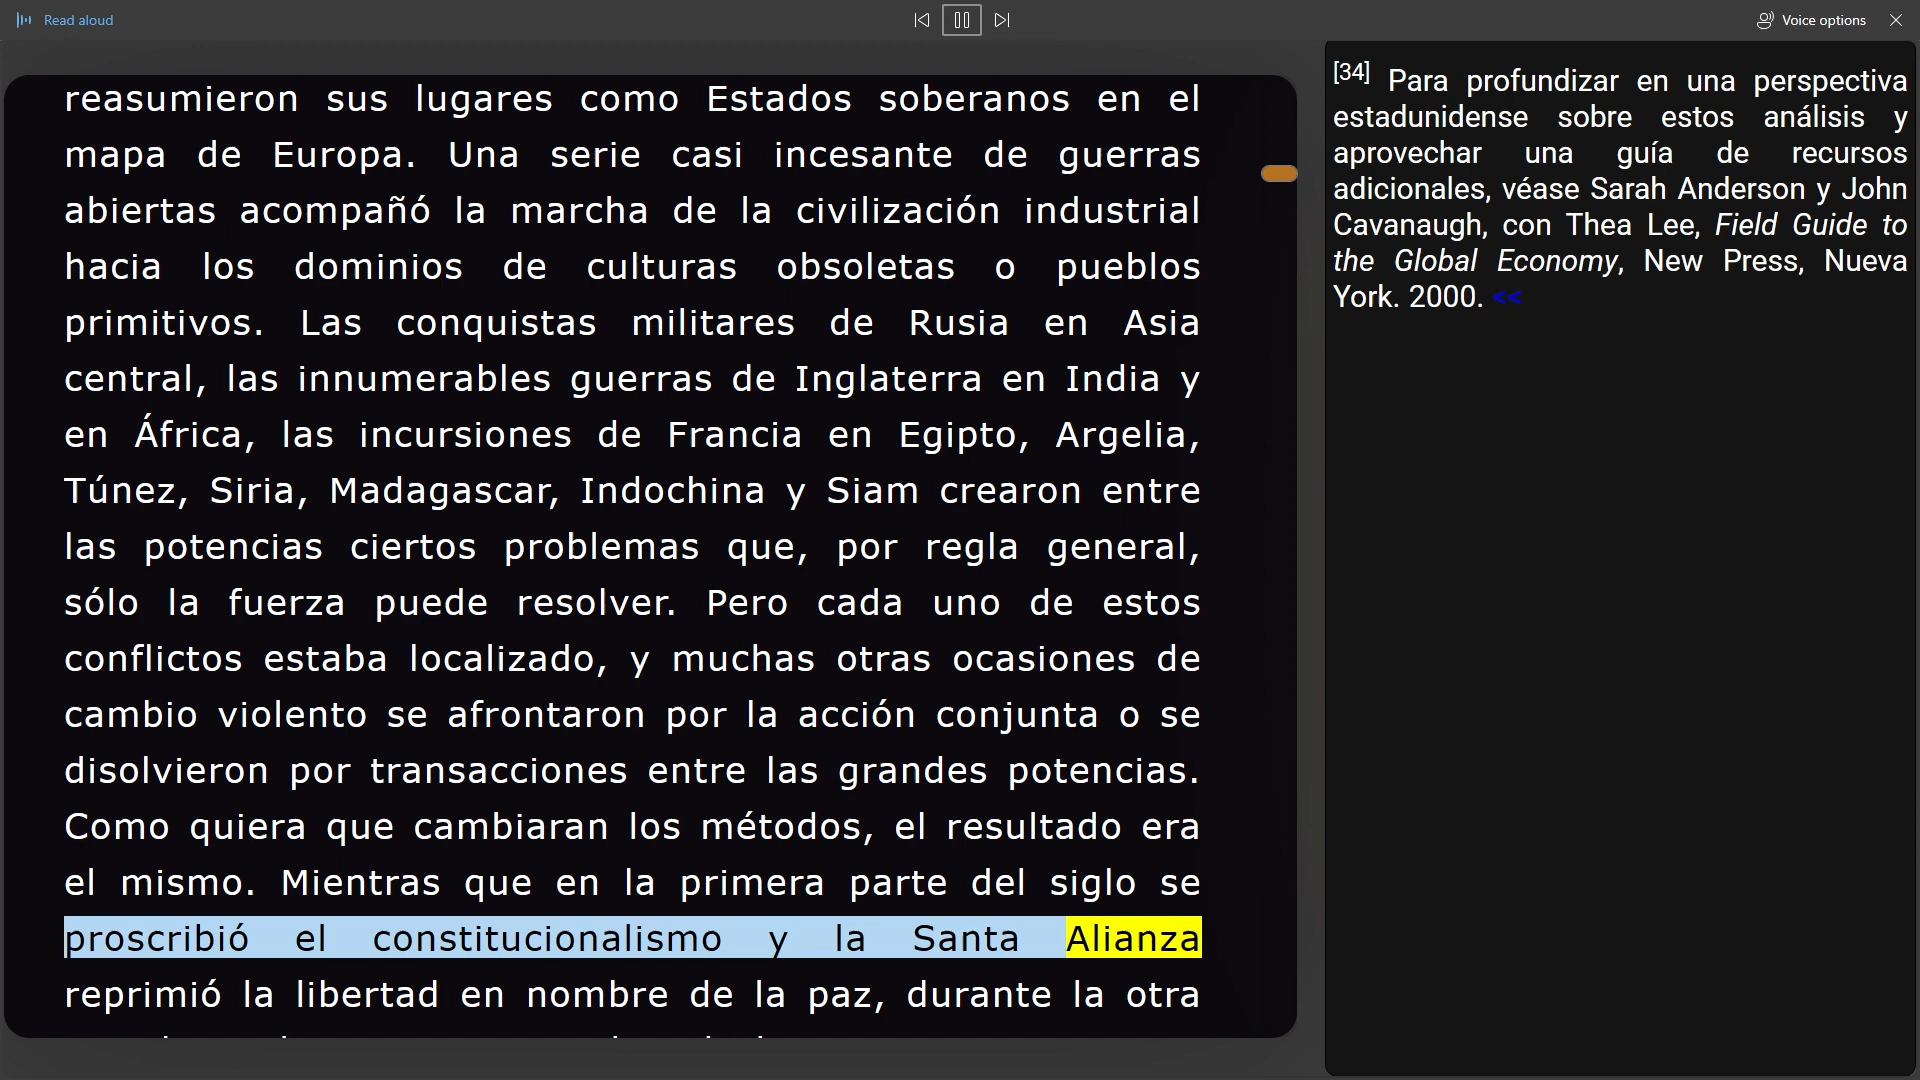 Read aloud
Voice options
reasumieron sus lugares como Estados soberanos en el
mapa de Europa. Una serie casi incesante de guerras
abiertas acompañó la marcha de la civilización industrial
hacia los dominios de culturas obsoletas o pueblos
primitivos. Las conquistas militares de Rusia en Asia
central, las innumerables guerras de Inglaterra en India y
en África, las incursiones de Francia en Egipto, Argelia,
Túnez, Siria, Madagascar, Indochina y Siam crearon entre
las potencias ciertos problemas que, por regla general,
sólo la fuerza puede resolver. Pero cada uno de estos
conflictos estaba localizado, y muchas otras ocasiones de
cambio violento se afrontaron por la acción conjunta o se
disolvieron por transacciones entre las grandes potencias.
Como quiera que cambiaran los métodos, el resultado era
el mismo. Mientras que en la primera parte del siglo se
proscribió el constitucionalismo y la Santa Alianza
reprimió la libertad en nombre de la paz, durante la otra
[34] Para profundizar en una perspectiva
estadunidense sobre estos análisis y
aprovechar una guía de recursos
adicionales, véase Sarah Anderson y John
Cavanaugh, con Thea Lee, Field Guide to
the Global Economy, New Press, Nueva
York. 2000. <<